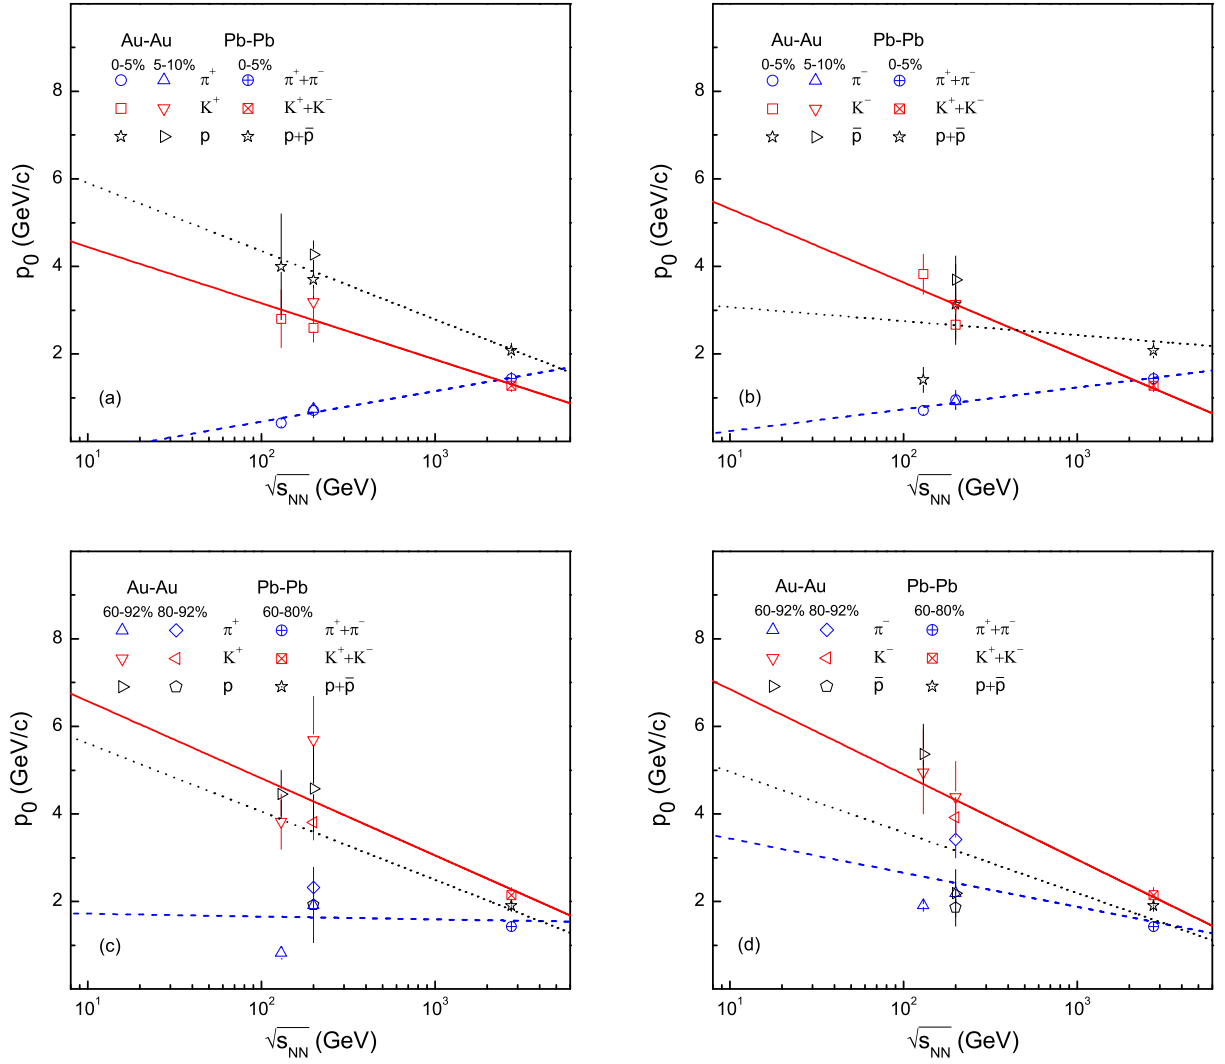 Au-Au Pb-Pb
0-5% 5-10% 0-5%
π⁺ π⁺+π⁻
K⁺ K⁺+K⁻
p p+p̄
8
6
4
2
p₀ (GeV/c)
(a)
10¹ 10² 10³
√s_NN (GeV)
Au-Au Pb-Pb
0-5% 5-10% 0-5%
π⁻ π⁺+π⁻
K⁻ K⁺+K⁻
p̄ p+p̄
8
6
4
2
p₀ (GeV/c)
(b)
10¹ 10² 10³
√s_NN (GeV)
Au-Au Pb-Pb
60-92% 80-92% 60-80%
π⁺ π⁺+π⁻
K⁺ K⁺+K⁻
p p+p̄
8
6
4
2
p₀ (GeV/c)
(c)
10¹ 10² 10³
√s_NN (GeV)
Au-Au Pb-Pb
60-92% 80-92% 60-80%
π⁻ π⁺+π⁻
K⁻ K⁺+K⁻
p̄ p+p̄
8
6
4
2
p₀ (GeV/c)
(d)
10¹ 10² 10³
√s_NN (GeV)